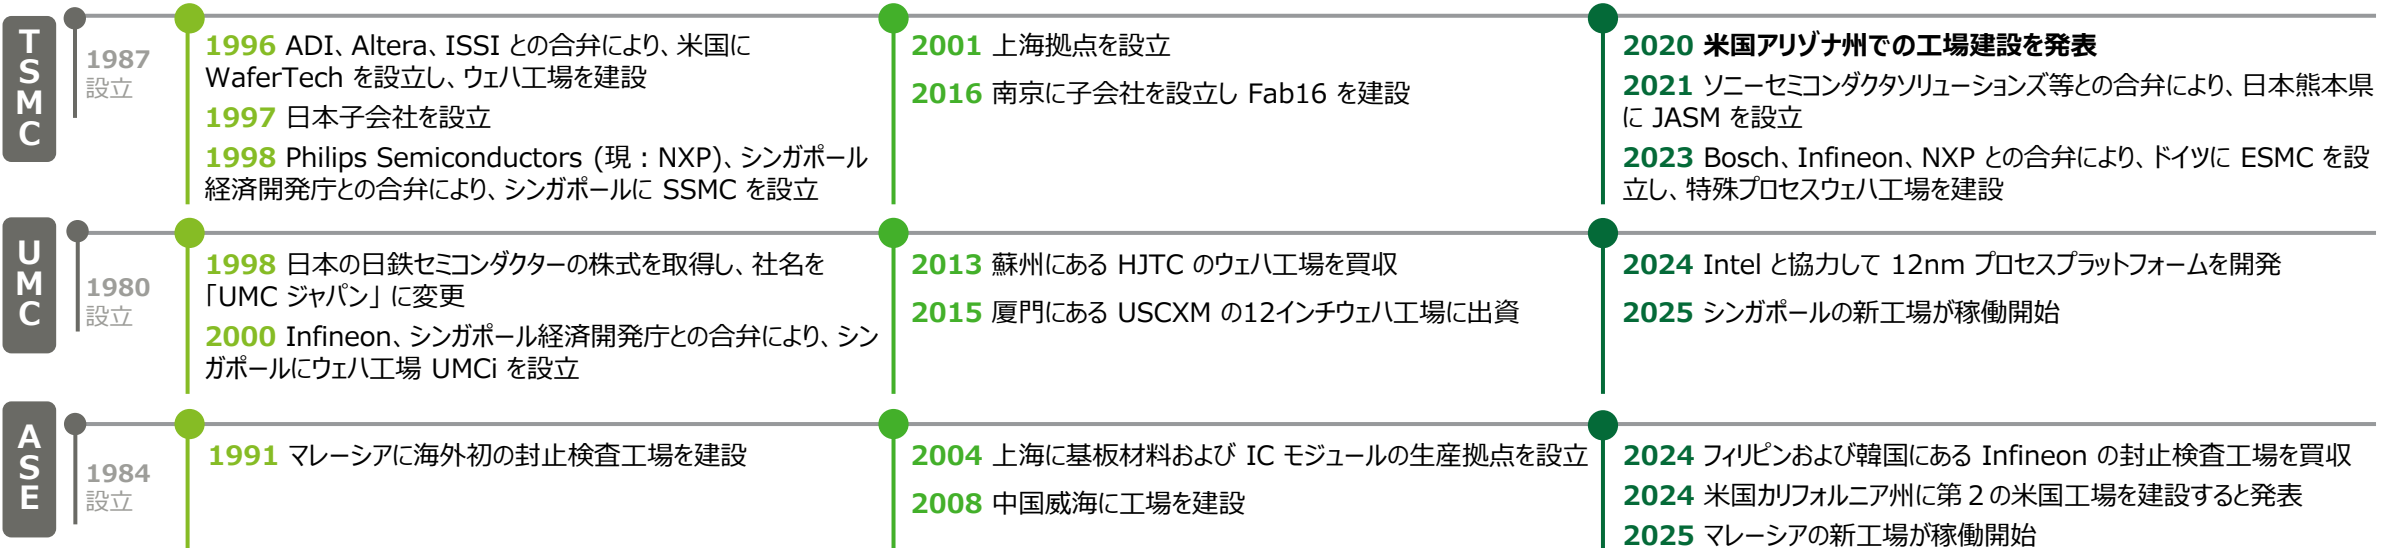 TSMC
1987
設立
1996 ADI、Altera、ISSI との合弁により、米国に
WaferTech を設立し、ウェハ工場を建設
1997 日本子会社を設立
1998 Philips Semiconductors (現：NXP)、シンガポール
経済開発庁との合弁により、シンガポールに SSMC を設立
2001 上海拠点を設立
2016 南京に子会社を設立し Fab16 を建設
2020 米国アリゾナ州での工場建設を発表
2021 ソニーセミコンダクタソリューションズ等との合弁により、日本熊本県
に JASM を設立
2023 Bosch、Infineon、NXP との合弁により、ドイツに ESMC を設
立し、特殊プロセスウェハ工場を建設
UMC
1980
設立
1998 日本の日鉄セミコンダクターの株式を取得し、社名を
「UMC ジャパン」に変更
2000 Infineon、シンガポール経済開発庁との合弁により、シン
ガポールにウェハ工場 UMCi を設立
2013 蘇州にある HJTC のウェハ工場を買収
2015 厦門にある USCXM の12インチウェハ工場に出資
2024 Intel と協力して 12nm プロセスプラットフォームを開発
2025 シンガポールの新工場が稼働開始
ASE
1984
設立
1991 マレーシアに海外初の封止検査工場を建設
2004 上海に基板材料および IC モジュールの生産拠点を設立
2008 中国威海に工場を建設
2024 フィリピンおよび韓国にある Infineon の封止検査工場を買収
2024 米国カリフォルニア州に第２の米国工場を建設すると発表
2025 マレーシアの新工場が稼働開始